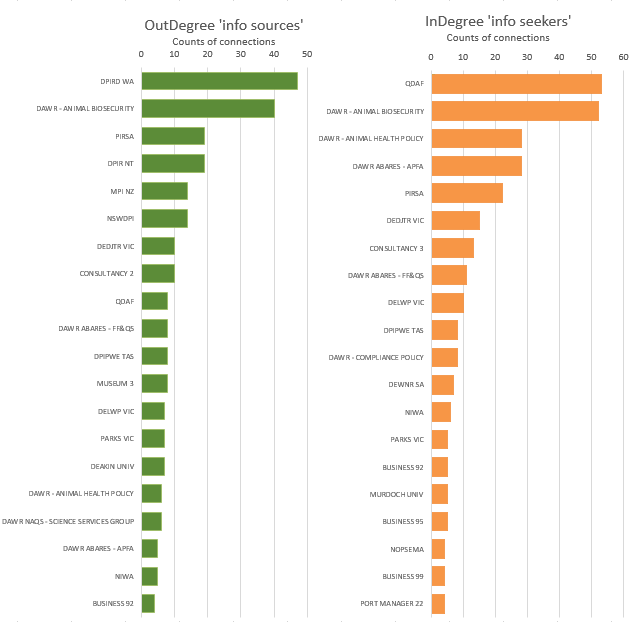 OutDegree 'info sources'
Counts of connections
0 10 20 30 40 50
DPIRD WA
DAWR - ANIMAL BIOSECURITY
PIRSA
DPIR NT
MPI NZ
NSWDPI
DEDJTR VIC
CONSULTANCY 2
QDAF
DAWR ABARES - FF&QS
DPIPWE TAS
MUSEUM 3
DELWP VIC
PARKS VIC
DEAKIN UNIV
DAWR - ANIMAL HEALTH POLICY
DAWR NAQS - SCIENCE SERVICES GROUP
DAWR ABARES - APFA
NIWA
BUSINESS 92
InDegree 'info seekers'
Counts of connections
0 10 20 30 40 50 60
QDAF
DAWR - ANIMAL BIOSECURITY
DAWR - ANIMAL HEALTH POLICY
DAWR ABARES - APFA
PIRSA
DEDJTR VIC
CONSULTANCY 3
DAWR ABARES - FF&QS
DELWP VIC
DPIPWE TAS
DAWR - COMPLIANCE POLICY
DEWNR SA
NIWA
PARKS VIC
BUSINESS 92
MURDOCH UNIV
BUSINESS 95
NOPSEMA
BUSINESS 99
PORT MANAGER 22